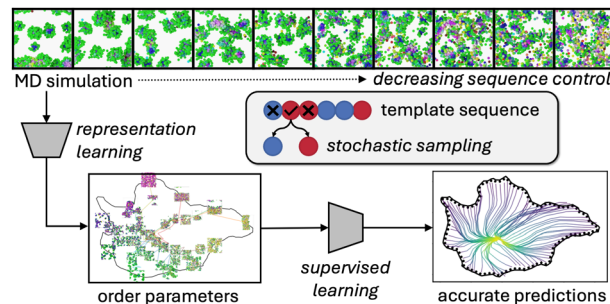 MD simulation
decreasing sequence control
template sequence
stochastic sampling
representation
learning
order parameters
supervised
learning
accurate predictions